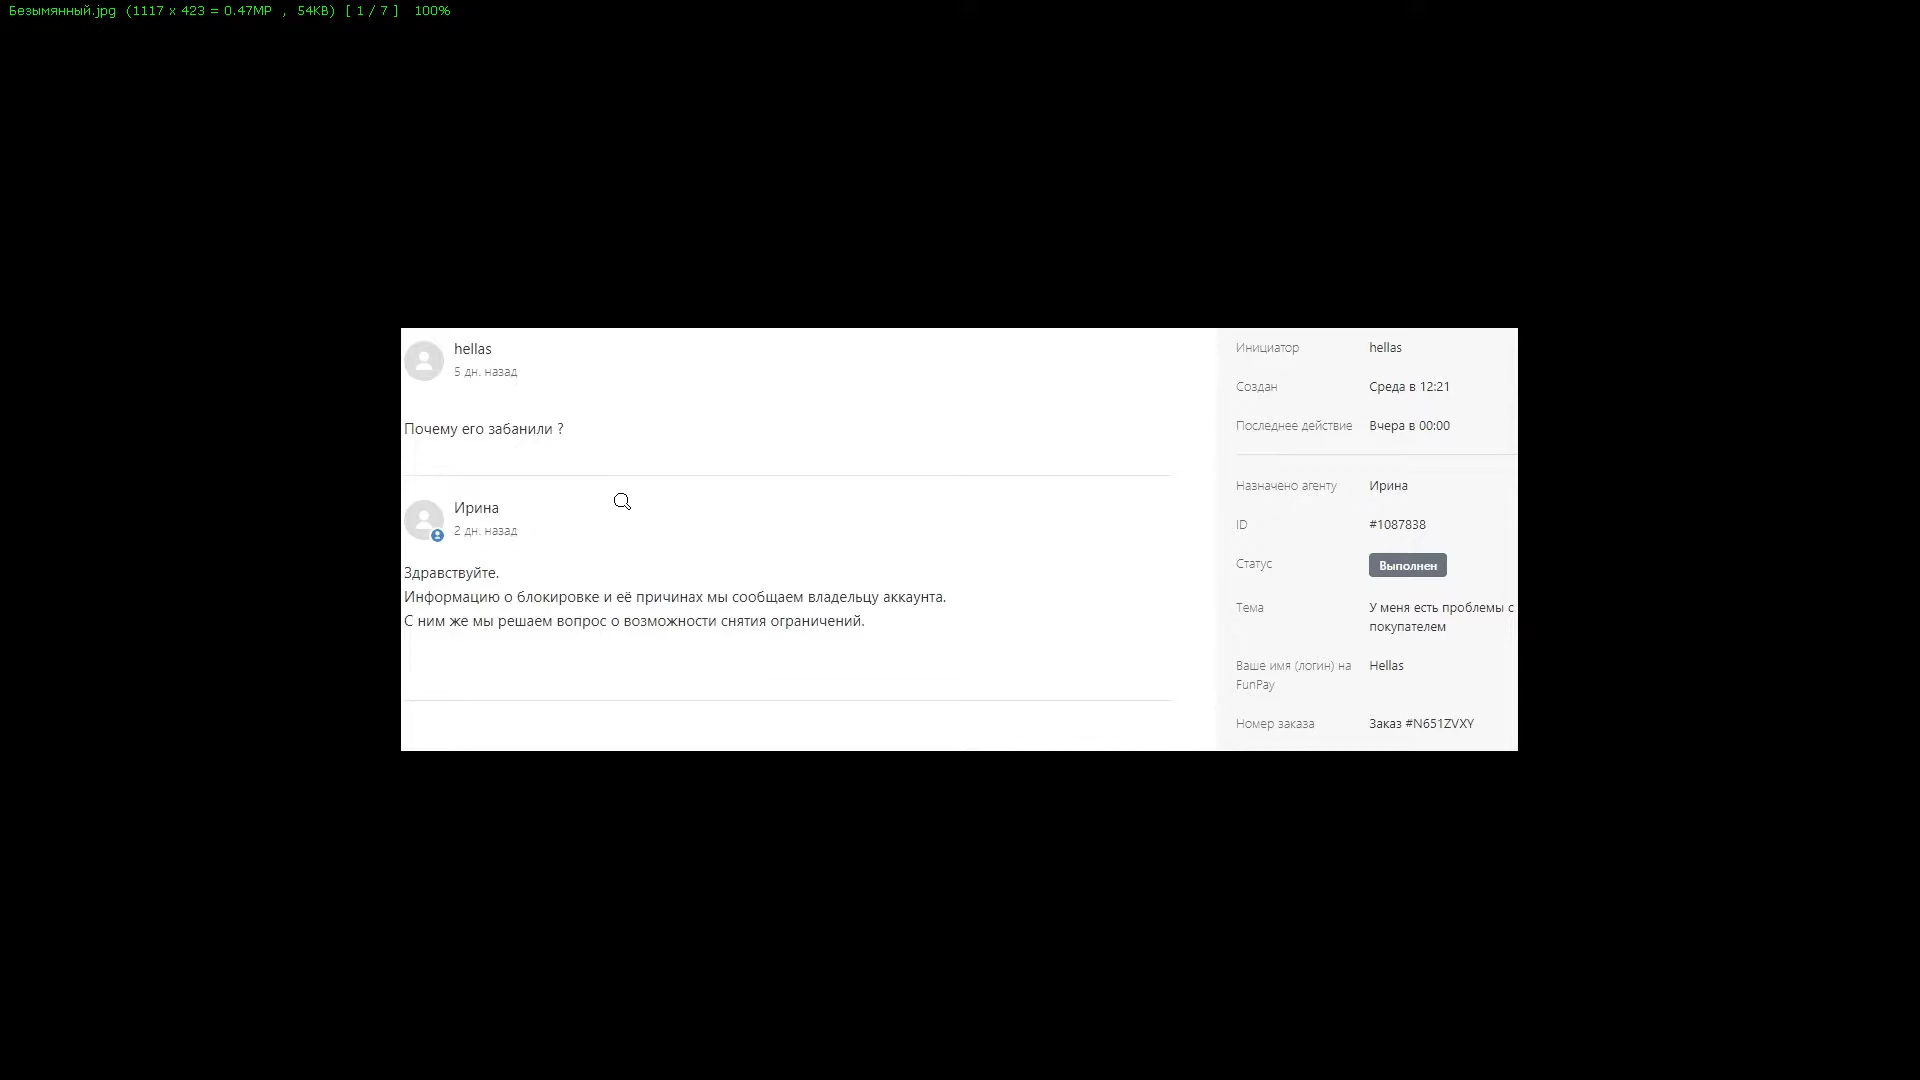 Безымянный.jpg (1117 x 423 = 0.47MP , 54KB) [ 1 / 7 ] 100%
hellas
5 дн. назад
Почему его забанили ?
Ирина
2 дн. назад
Здравствуйте.
Информацию о блокировке и её причинах мы сообщаем владельцу аккаунта.
С ним же мы решаем вопрос о возможности снятия ограничений.
Инициатор hellas
Создан Среда в 12:21
Последнее действие Вчера в 00:00
Назначено агенту Ирина
ID #1087838
Статус Выполнен
Тема У меня есть проблемы с
покупателем
Ваше имя (логин) на Hellas
FunPay
Номер заказа Заказ #N651ZVXY